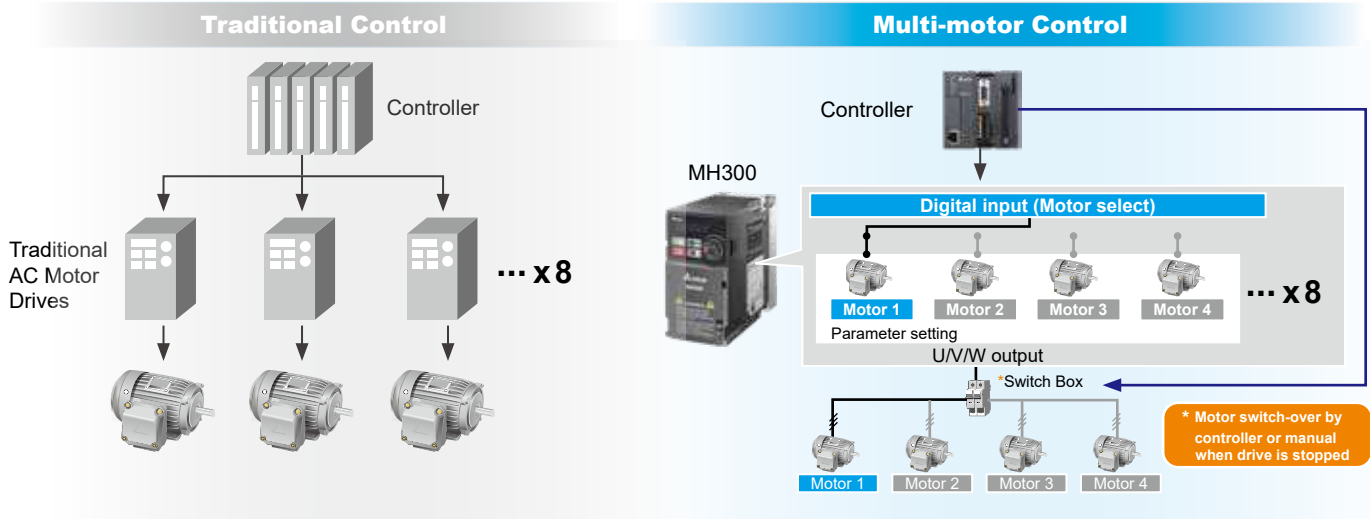 Traditional Control
Controller
Traditional
AC Motor
Drives
··· x 8
Multi-motor Control
Controller
MH300
Digital input (Motor select)
Motor 1
Motor 2
Motor 3
Motor 4
··· x 8
Parameter setting
U/V/W output
*Switch Box
Motor 1
Motor 2
Motor 3
Motor 4
* Motor switch-over by
controller or manual
when drive is stopped